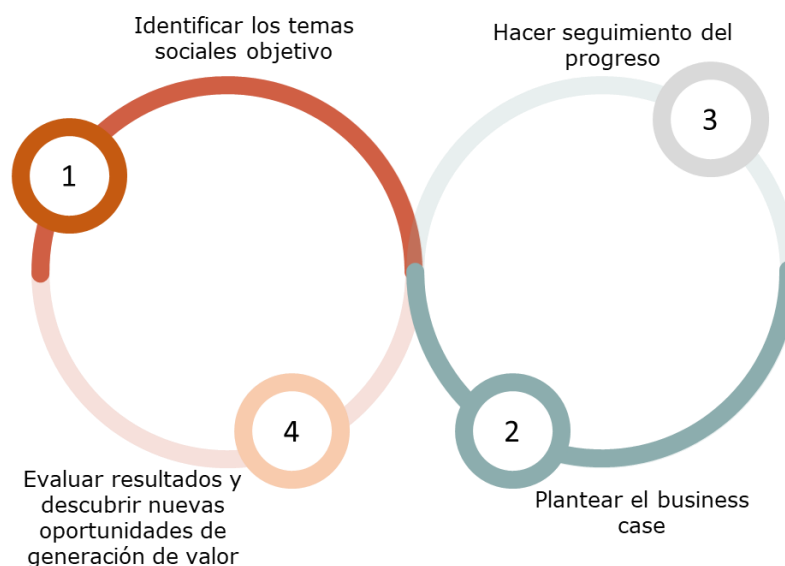 Identificar los temas
sociales objetivo
1
Hacer seguimiento del
progreso
3
2
Plantear el business
case
4
Evaluar resultados y
descubrir nuevas
oportunidades de
generación de valor